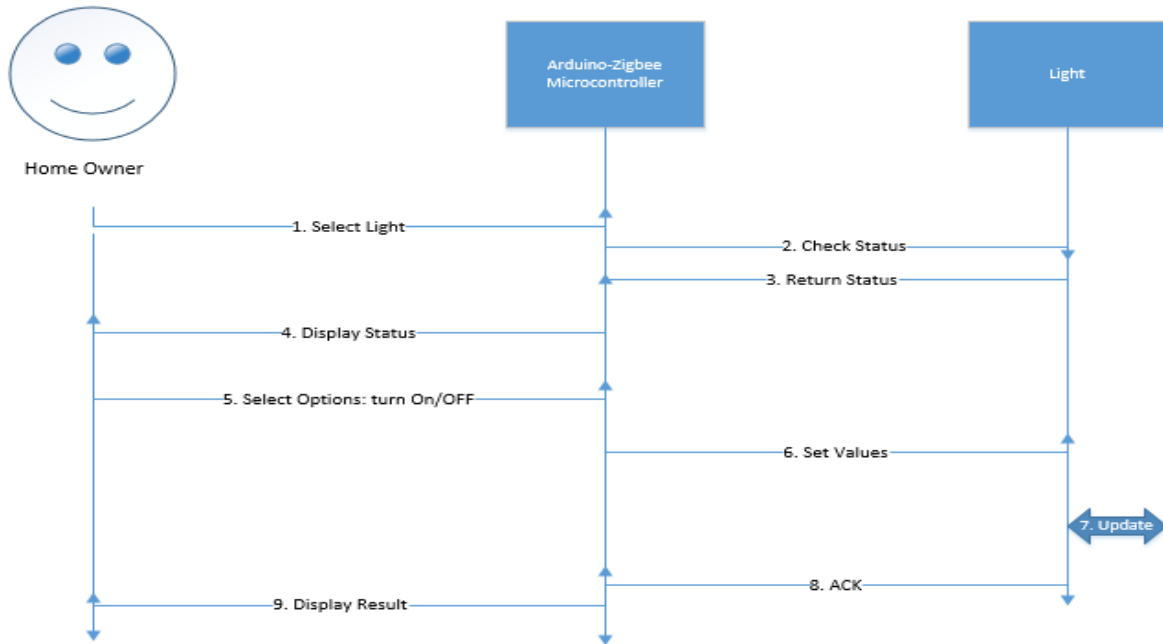 Arduino-Zigbee
Microcontroller
Light
Home Owner
1. Select Light
2. Check Status
3. Return Status
4. Display Status
5. Select Options: turn On/OFF
6. Set Values
7. Update
8. ACK
9. Display Result